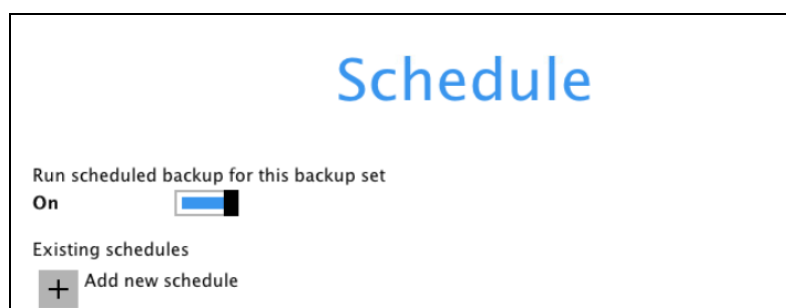 Schedule
Run scheduled backup for this backup set
On
Existing schedules
+ Add new schedule